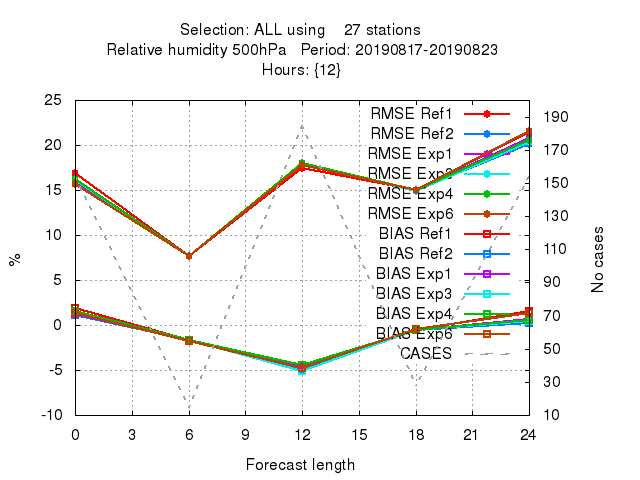 Selection: ALL using 27 stations
Relative humidity 500hPa Period: 20190817-20190823
Hours: {12}
25
20
15
10
5
0
-5
-10
%
190
170
150
130
110
90
70
50
30
10
No cases
RMSE Ref1
RMSE Ref2
RMSE Exp1
RMSE Exp3
RMSE Exp4
RMSE Exp6
BIAS Ref1
BIAS Ref2
BIAS Exp1
BIAS Exp3
BIAS Exp4
BIAS Exp6
CASES
0 3 6 9 12 15 18 21 24
Forecast length